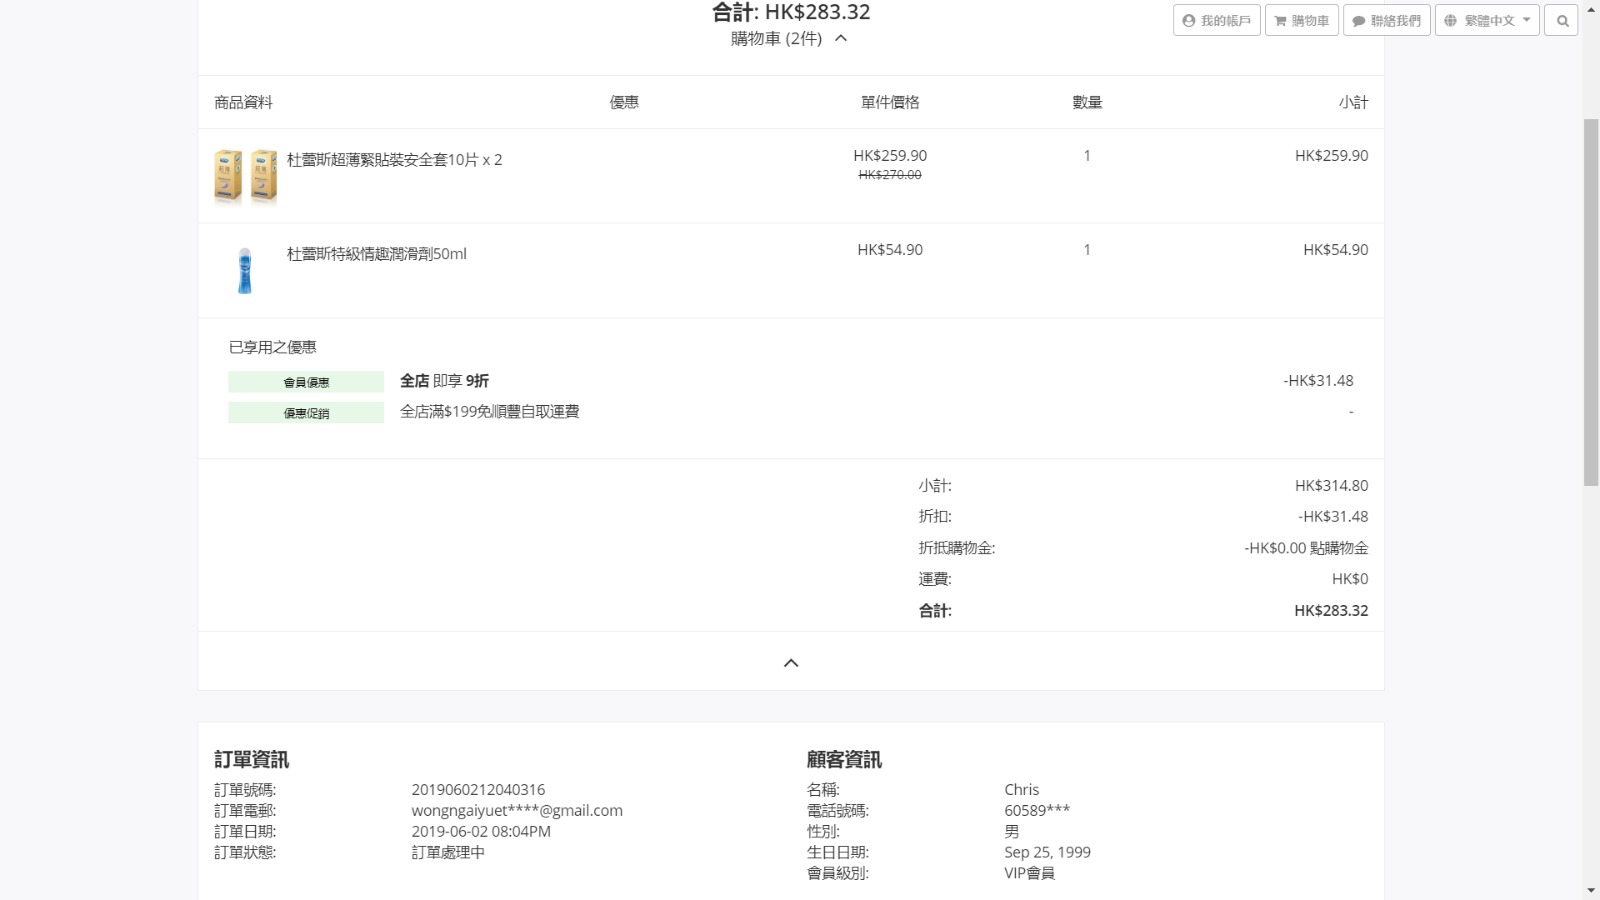 合計: HK$283.32
購物車 (2件)
我的帳戶
購物車
聯絡我們
繁體中文
商品資料 優惠 單件價格 數量 小計
杜蕾斯超薄緊貼裝安全套10片 x 2 HK$259.90 1 HK$259.90
HK$270.00
杜蕾斯特級情趣潤滑劑50ml HK$54.90 1 HK$54.90
已享用之優惠
會員優惠 全店 即享 9折 -HK$31.48
優惠促銷 全店滿$199免順豐自取運費 -
小計: HK$314.80
折扣: -HK$31.48
折抵購物金: -HK$0.00 點購物金
運費: HK$0
合計: HK$283.32
訂單資訊
訂單號碼: 2019060212040316
訂單電郵: wongngaiyuet****@gmail.com
訂單日期: 2019-06-02 08:04PM
訂單狀態: 訂單處理中
顧客資訊
名稱: Chris
電話號碼: 60589***
性別: 男
生日日期: Sep 25, 1999
會員級別: VIP會員